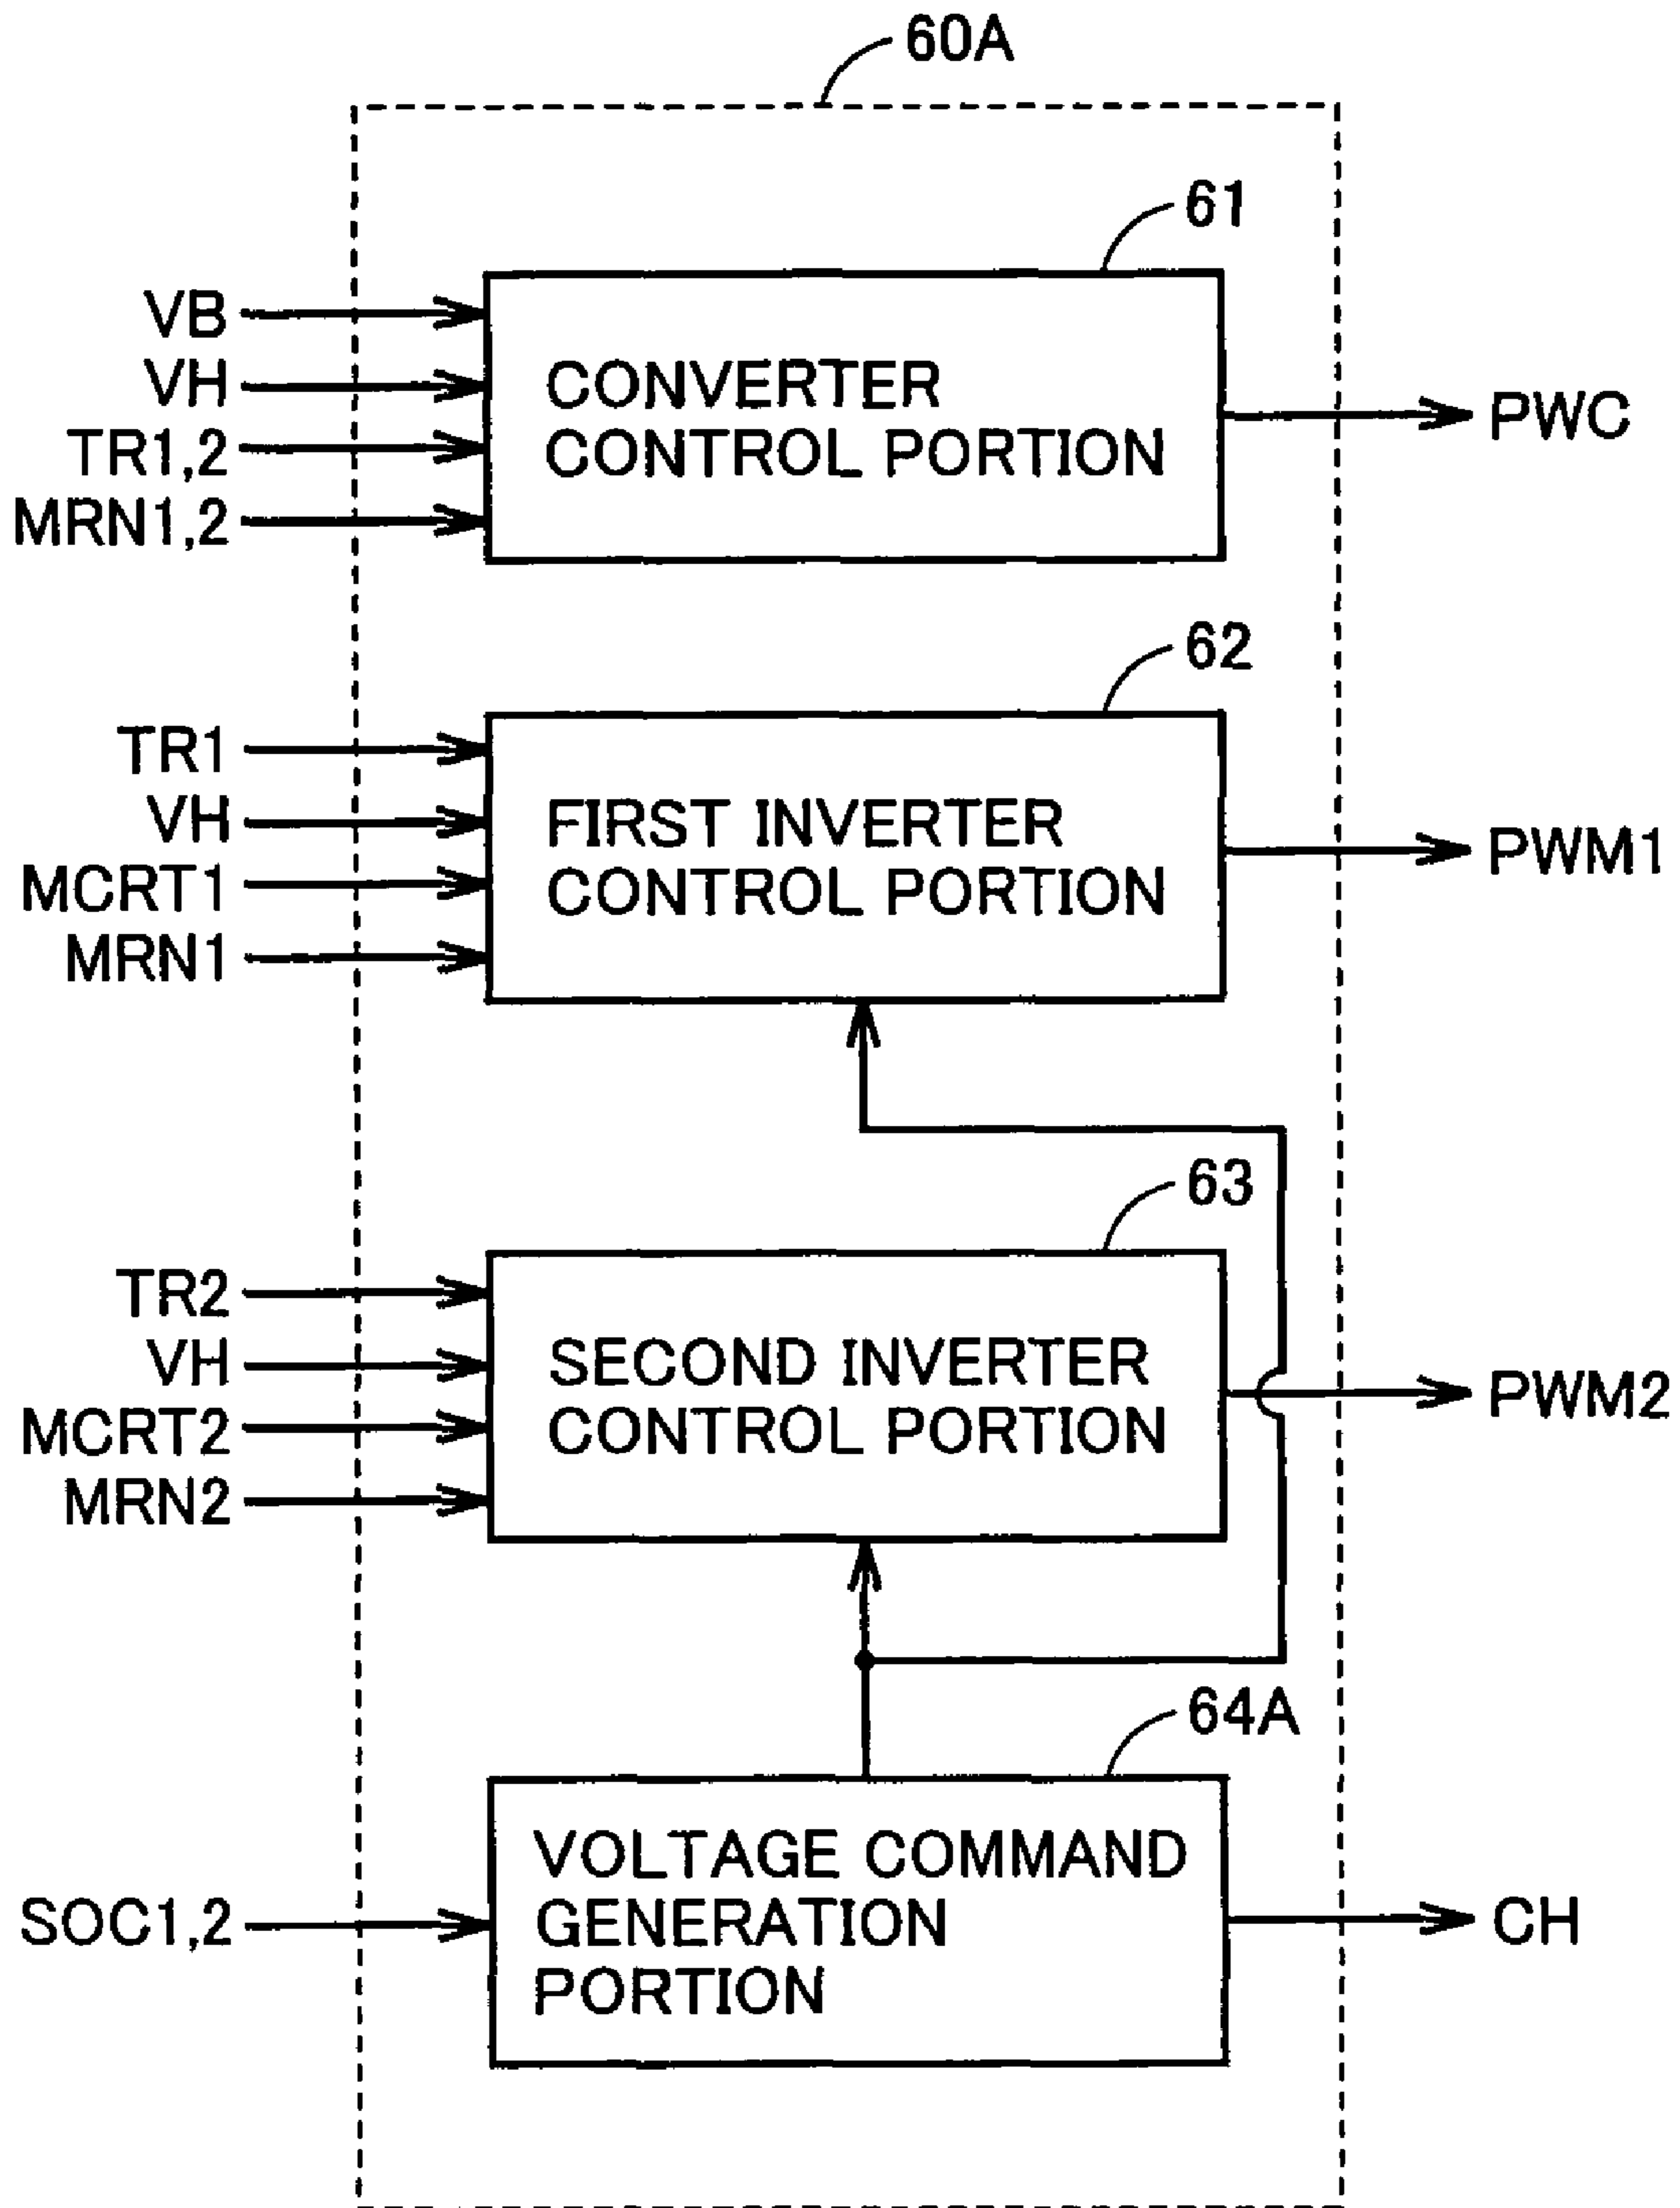 60A
61
VB
VH
TR1,2
MRN1,2
CONVERTER
CONTROL PORTION
PWC
62
TR1
VH
MCRT1
MRN1
FIRST INVERTER
CONTROL PORTION
PWM1
63
TR2
VH
MCRT2
MRN2
SECOND INVERTER
CONTROL PORTION
PWM2
64A
SOC1,2
VOLTAGE COMMAND
GENERATION
PORTION
CH